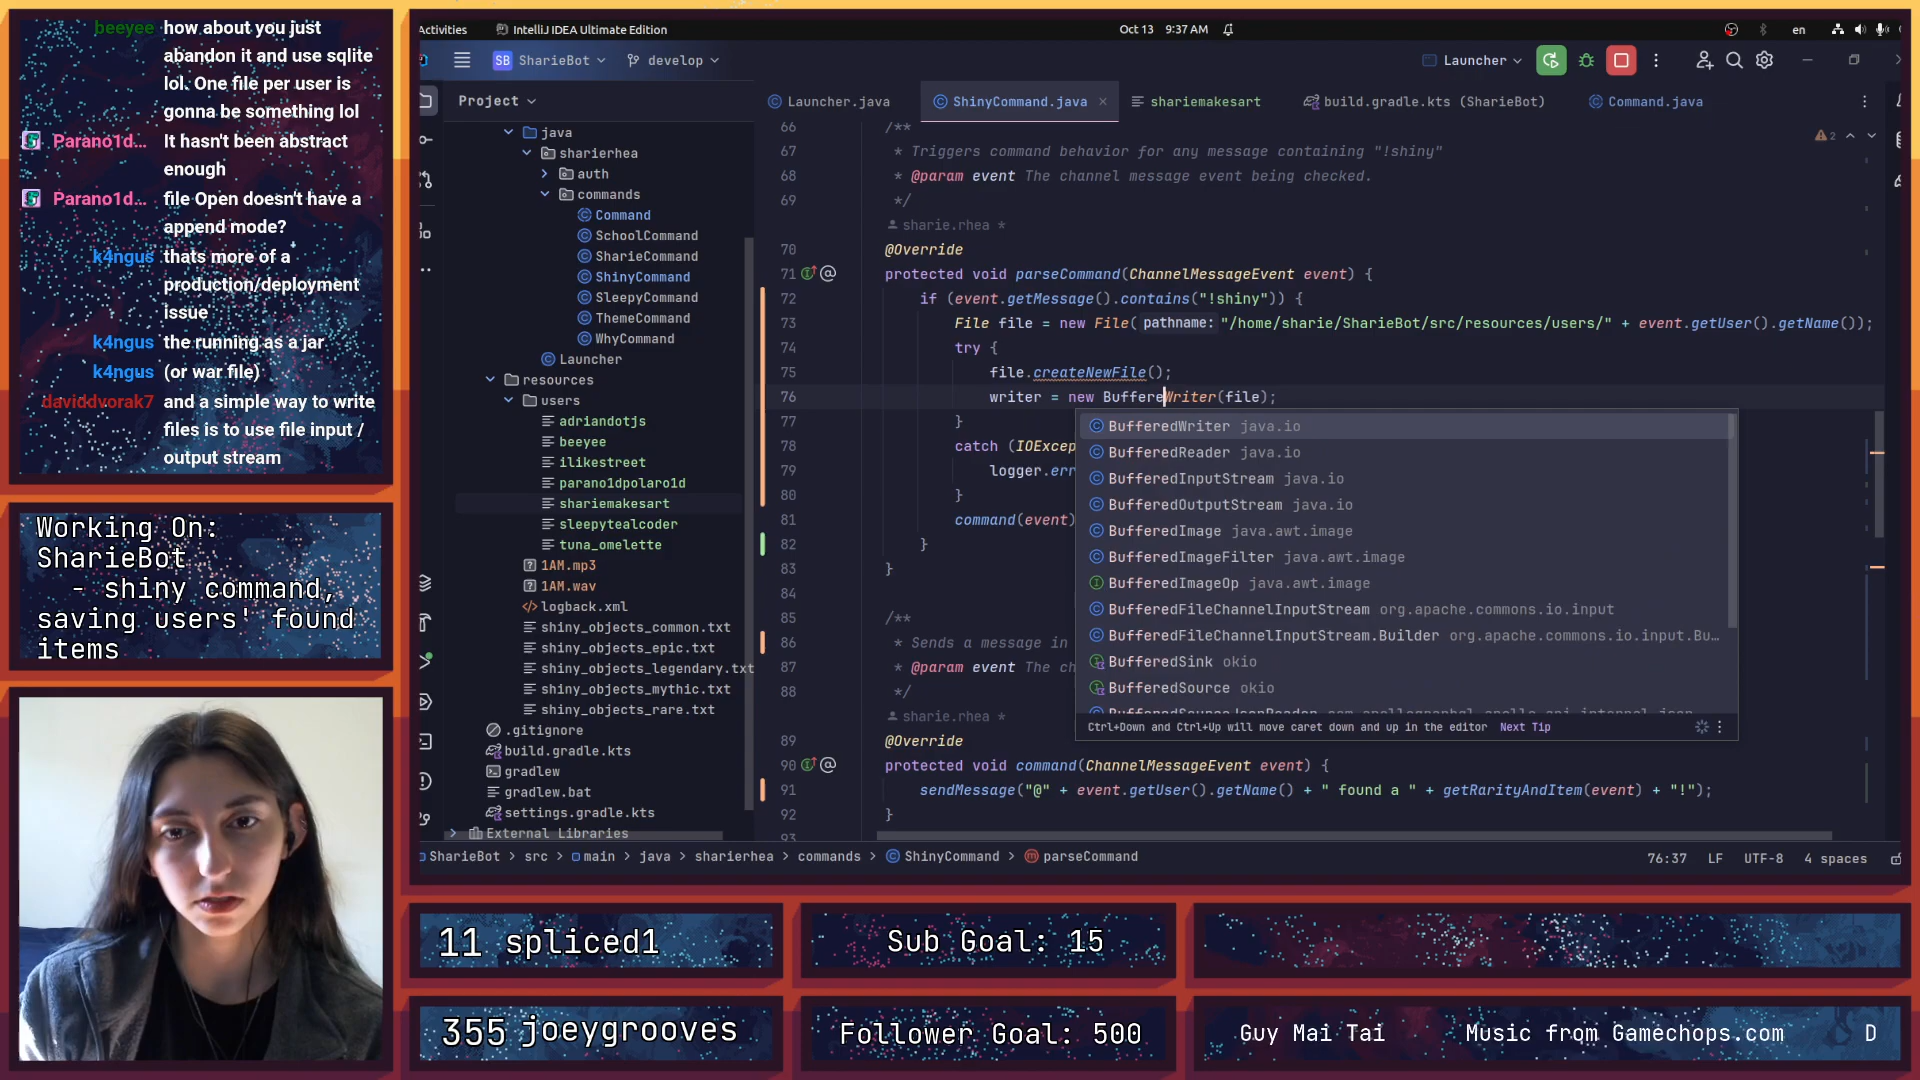 beeyee how about you just
abandon it and use sqlite
lol. One file per user is
gonna be something lol
Parano1d... It hasn't been abstract
enough
Parano1d... file Open doesn't have a
append mode?
k4ngus thats more of a
production/deployment
issue
k4ngus the running as a jar
k4ngus (or war file)
daviddvorak7 and a simple way to write
files is to use file input /
output stream
Working On:
SharieBot
- shiny command,
saving users' found
items
Activities
IntelliJ IDEA Ultimate Edition
Oct 13 9:37 AM
en
SB SharieBot
develop
Launcher
Project
Launcher.java
ShinyCommand.java
shariemakesart
build.gradle.kts (SharieBot)
Command.java
java
sharierhea
auth
commands
Command
SchoolCommand
SharieCommand
ShinyCommand
SleepyCommand
ThemeCommand
WhyCommand
Launcher
resources
users
adriandotjs
beeyee
ilikestreet
parano1dpolaro1d
shariemakesart
sleepytealcoder
tuna_omelette
1AM.mp3
1AM.wav
logback.xml
shiny_objects_common.txt
shiny_objects_epic.txt
shiny_objects_legendary.txt
shiny_objects_mythic.txt
shiny_objects_rare.txt
.gitignore
build.gradle.kts
gradlew
gradlew.bat
settings.gradle.kts
External Libraries
2
66 /**
67 * Triggers command behavior for any message containing "!shiny"
68 * @param event The channel message event being checked.
69 */
sharie.rhea *
70 @Override
71 protected void parseCommand(ChannelMessageEvent event) {
72 if (event.getMessage().contains("!shiny")) {
73 File file = new File( pathname: "/home/sharie/SharieBot/src/resources/users/" + event.getUser().getName());
74 try {
75 file.createNewFile();
76 writer = new BuffereWriter(file);
77 }
78 catch (IOExcep
79 logger.err
80 }
81 command(event)
82 }
83 }
84
85 /**
86 * Sends a message in
87 * @param event The ch
88 */
sharie.rhea *
89 @Override
90 protected void command(ChannelMessageEvent event) {
91 sendMessage("@" + event.getUser().getName() + " found a " + getRarityAndItem(event) + "!");
92 }
93
BufferedWriter java.io
BufferedReader java.io
BufferedInputStream java.io
BufferedOutputStream java.io
BufferedImage java.awt.image
BufferedImageFilter java.awt.image
BufferedImageOp java.awt.image
BufferedFileChannelInputStream org.apache.commons.io.input
BufferedFileChannelInputStream.Builder org.apache.commons.io.input.Bu...
BufferedSink okio
BufferedSource okio
Ctrl+Down and Ctrl+Up will move caret down and up in the editor Next Tip
SharieBot > src > main > java > sharierhea > commands > ShinyCommand > parseCommand
76:37 LF UTF-8 4 spaces
11 spliced1
Sub Goal: 15
355 joeygrooves
Follower Goal: 500
Guy Mai Tai Music from Gamechops.com D